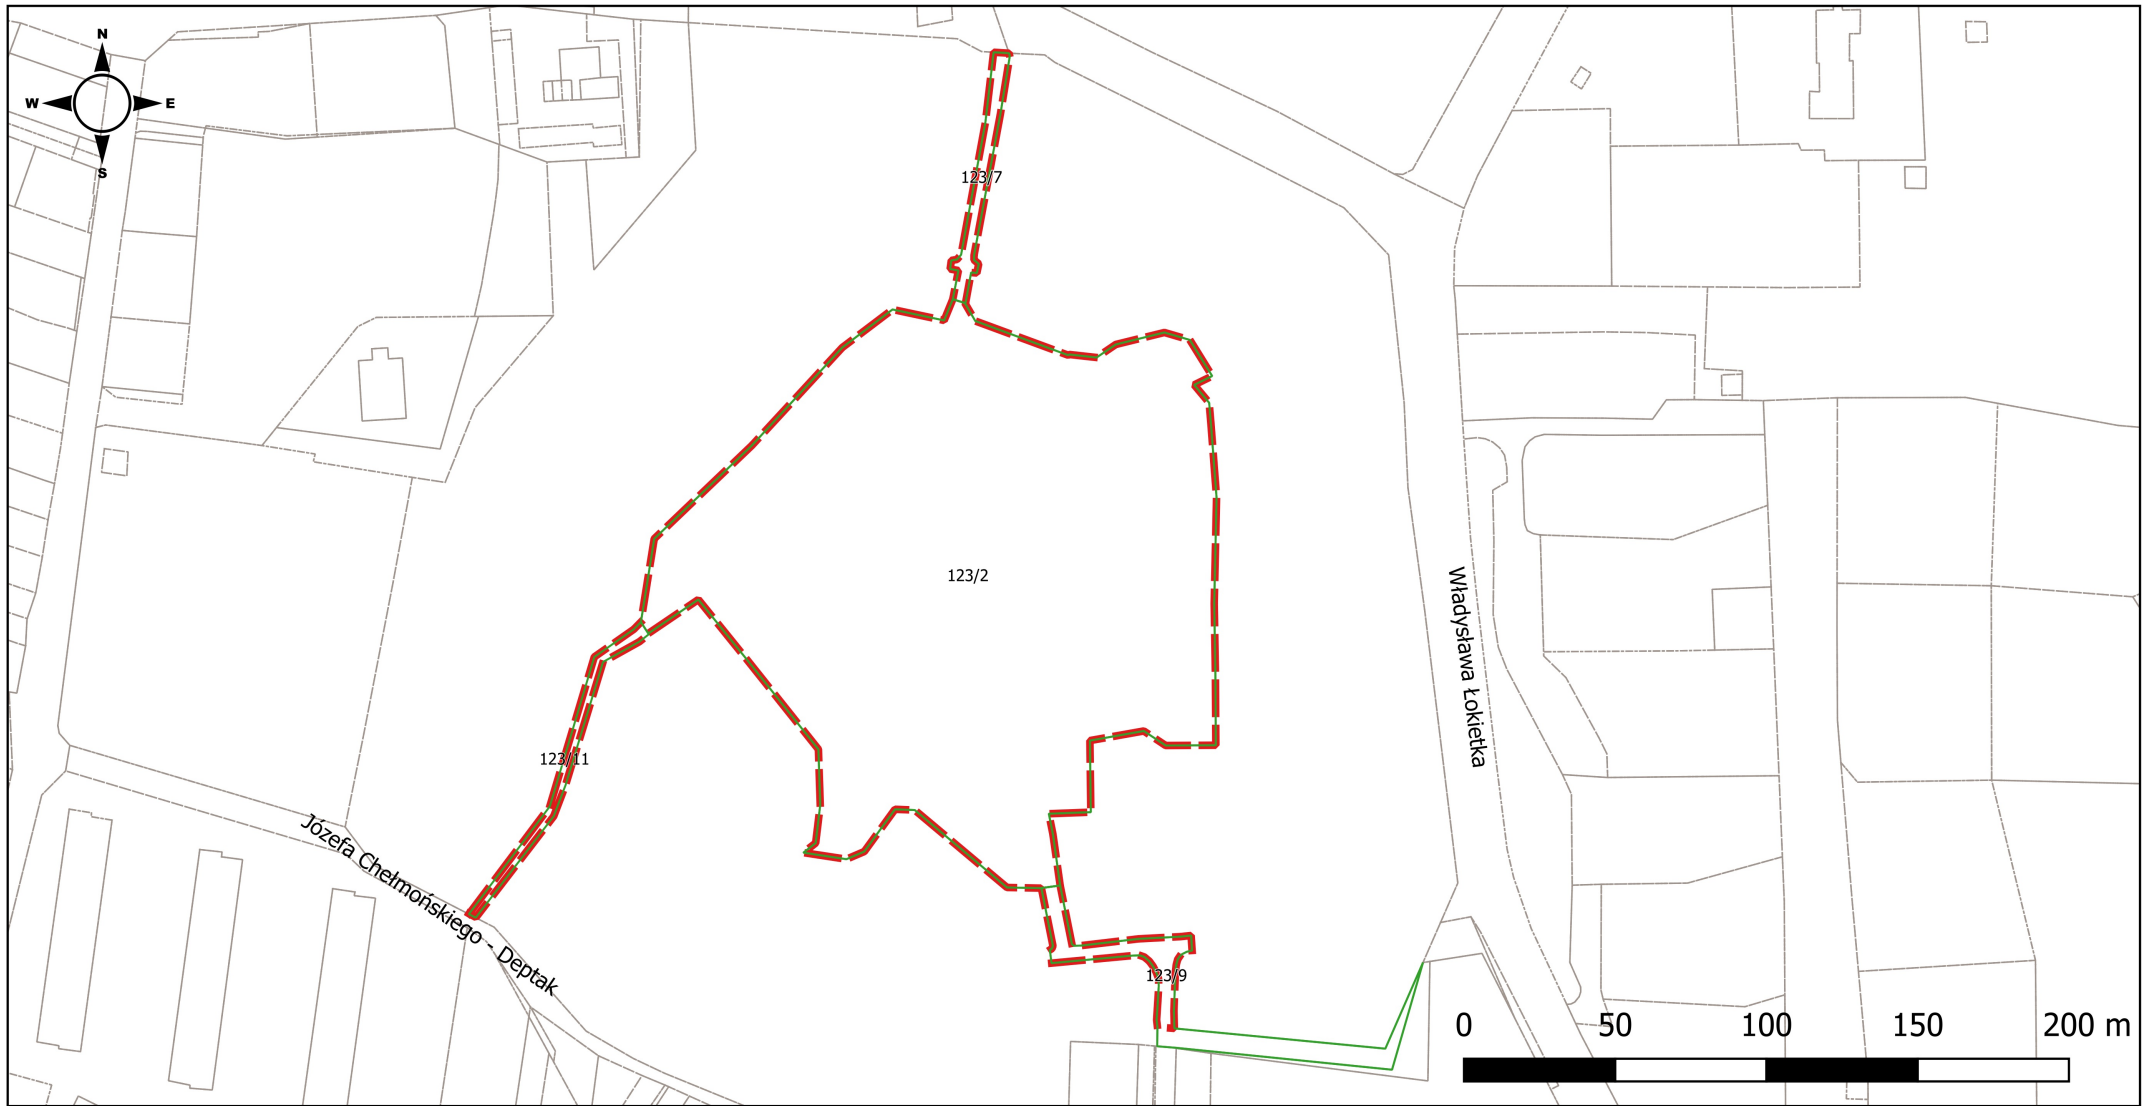 N
W E
S
123/7
123/2
Władysława Łokietka
123/11
Józefa Chełmońskiego - Deptak
123/9
0 50 100 150 200 m